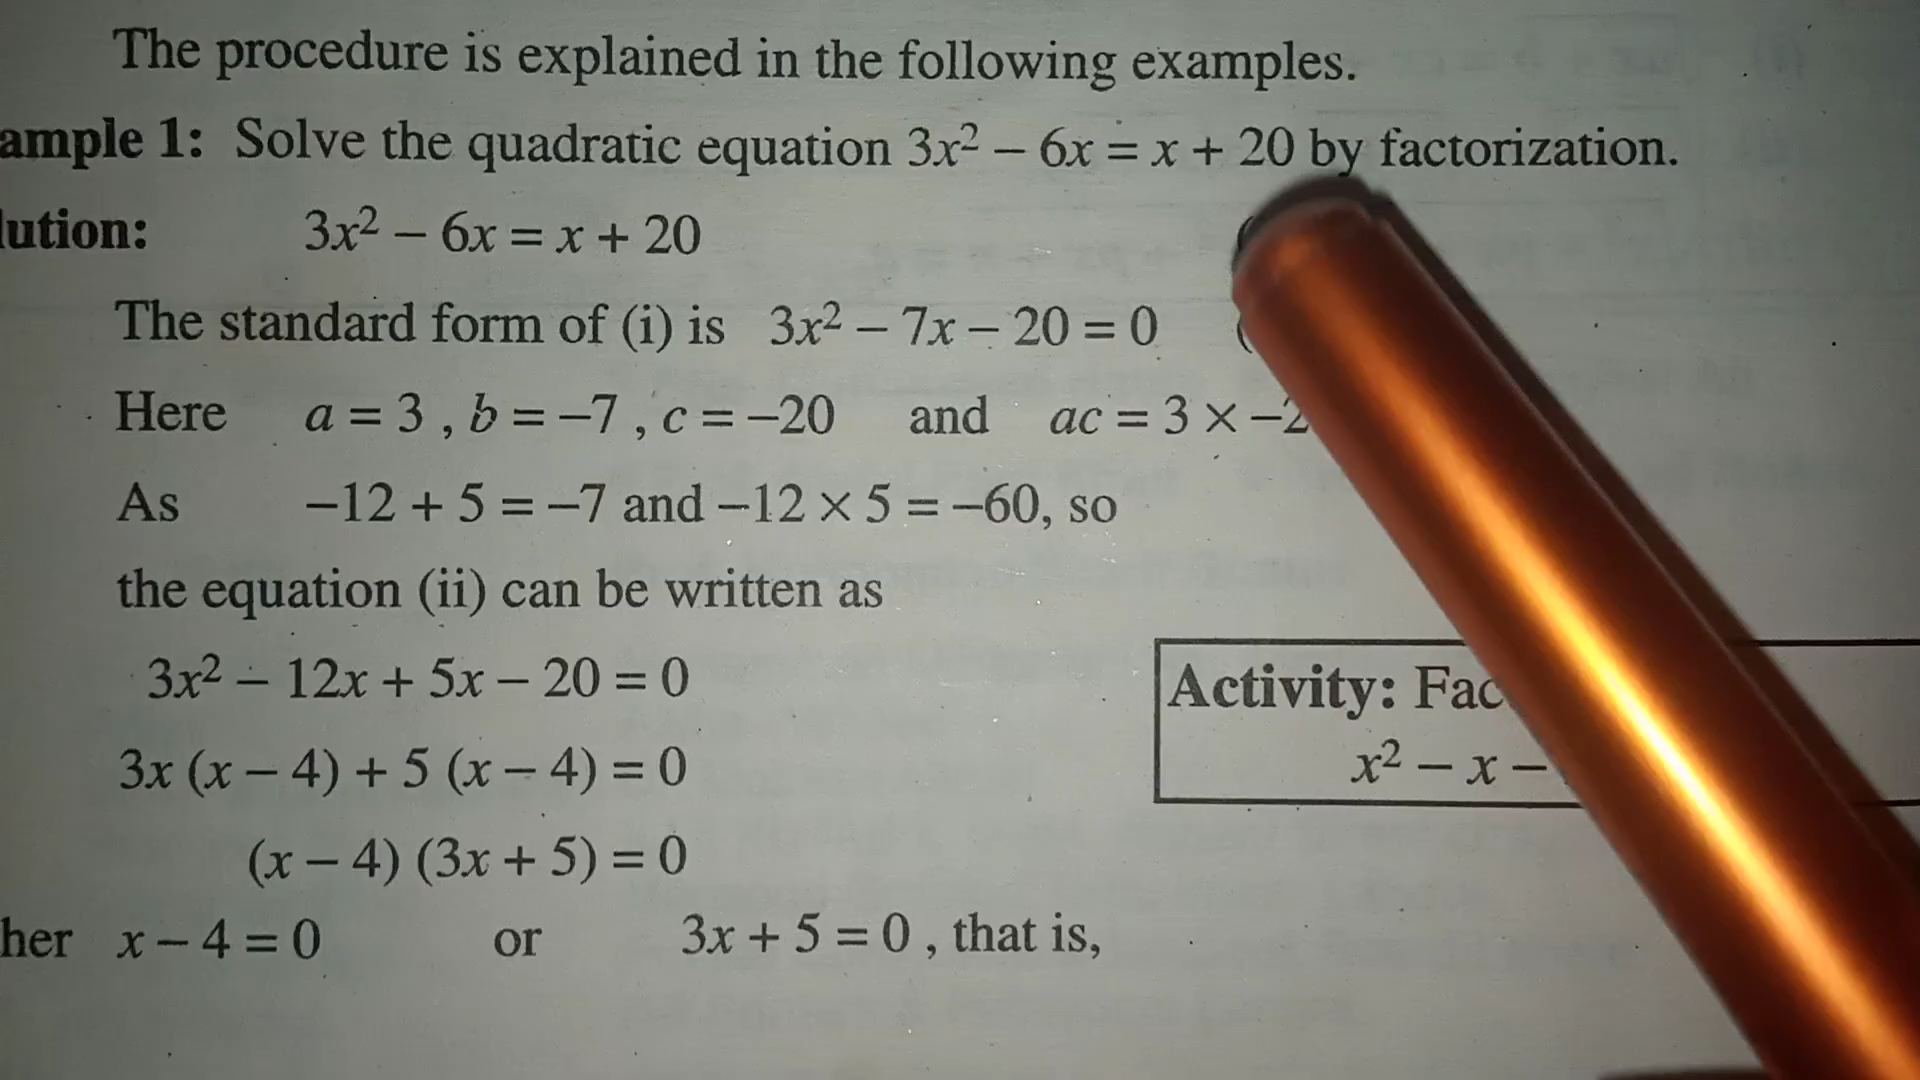 The procedure is explained in the following examples.
ample 1: Solve the quadratic equation 3x² – 6x = x + 20 by factorization.
lution: 3x² – 6x = x + 20
The standard form of (i) is 3x² – 7x – 20 = 0
Here a = 3 , b = –7 , c = –20 and ac = 3 × –2
As –12 + 5 = –7 and –12 × 5 = –60, so
the equation (ii) can be written as
3x² – 12x + 5x – 20 = 0
3x (x – 4) + 5 (x – 4) = 0
(x – 4) (3x + 5) = 0
her x – 4 = 0 or 3x + 5 = 0 , that is,
Activity: Fac
x² – x –